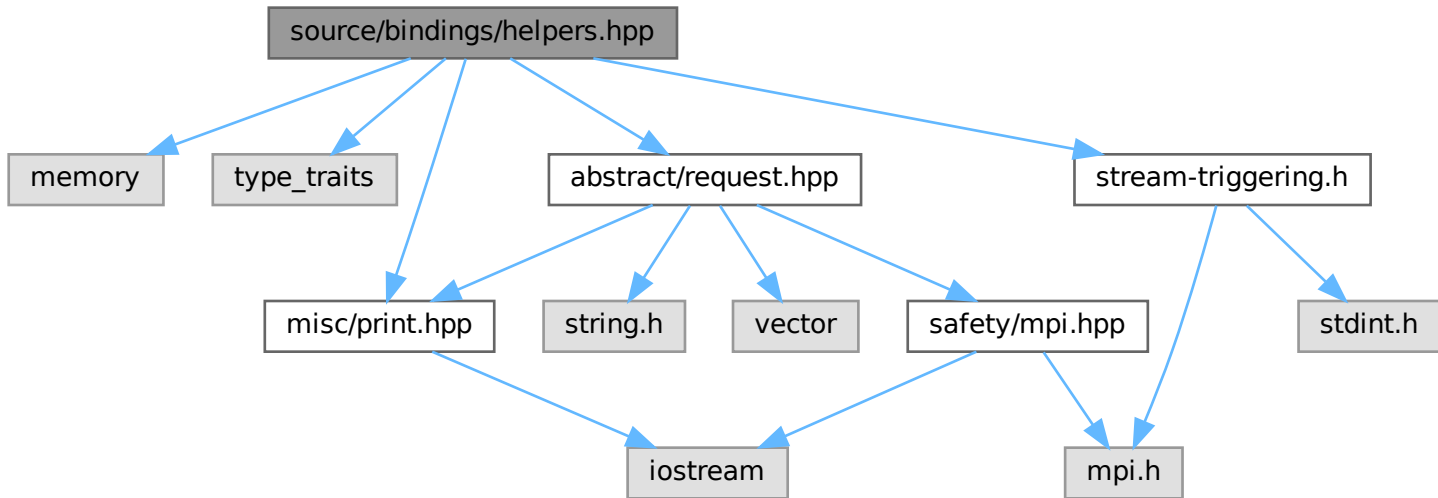 source/bindings/helpers.hpp
memory
type_traits
abstract/request.hpp
stream-triggering.h
misc/print.hpp
string.h
vector
safety/mpi.hpp
stdint.h
iostream
mpi.h